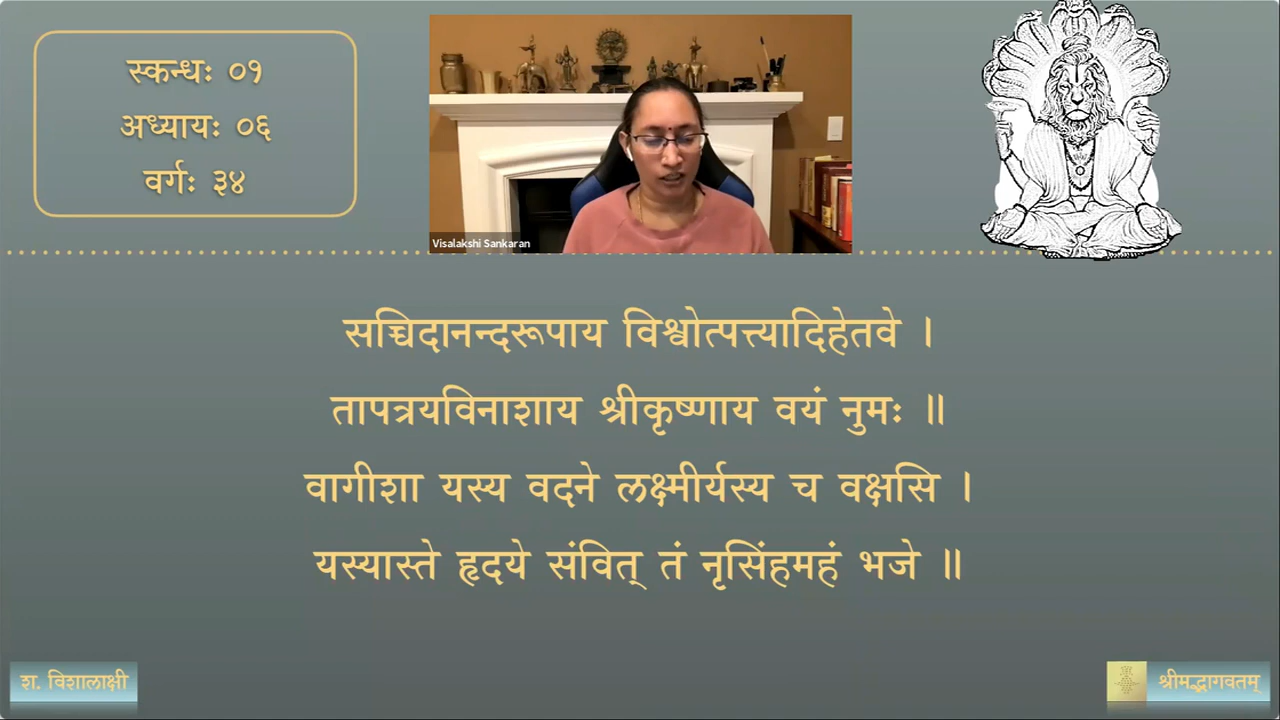 स्कन्धः ०१
अध्यायः ०६
वर्गः ३४
Visalakshi Sankaran
सच्चिदानन्दरूपाय विश्वोत्पत्त्यादिहेतवे ।
तापत्रयविनाशाय श्रीकृष्णाय वयं नुमः ॥
वागीशा यस्य वदने लक्ष्मीर्यस्य च वक्षसि ।
यस्यास्ते हृदये संवित् तं नृसिंहमहं भजे ॥
श. विशालाक्षी
श्रीमद्भागवतम्